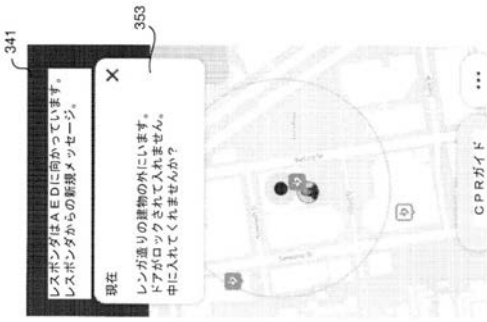 341
レスポンダはAEDに向かっています。
レスポンダからの新規メッセージ。
353
現在
×
レンガ造りの建物の外にいます。
ドアがロックされて入れません。
中に入れてくれませんか?
Battery St
Sansome St
CPRガイド
•••